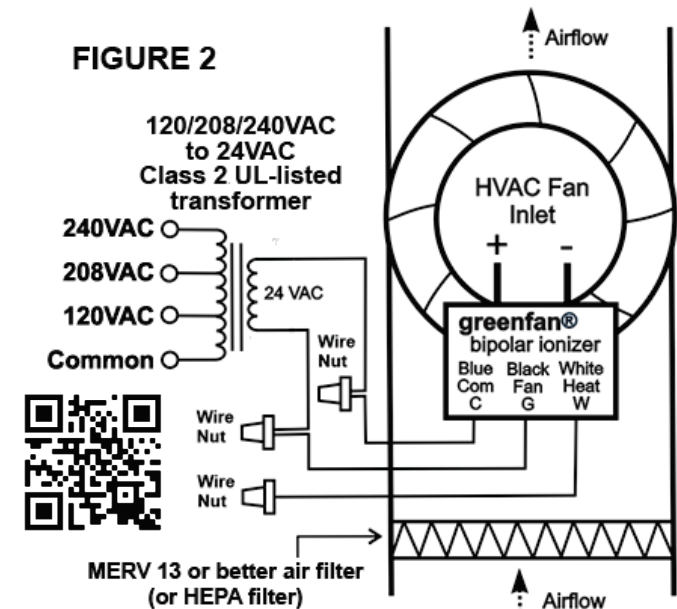 FIGURE 2
Airflow
120/208/240VAC
to 24VAC
Class 2 UL-listed
transformer
240VAC
208VAC
120VAC
Common
24 VAC
HVAC Fan
Inlet
+ -
greenfan®
bipolar ionizer
Blue Black White
Com Fan Heat
C G W
Wire
Nut
Wire
Nut
Wire
Nut
MERV 13 or better air filter
(or HEPA filter)
Airflow